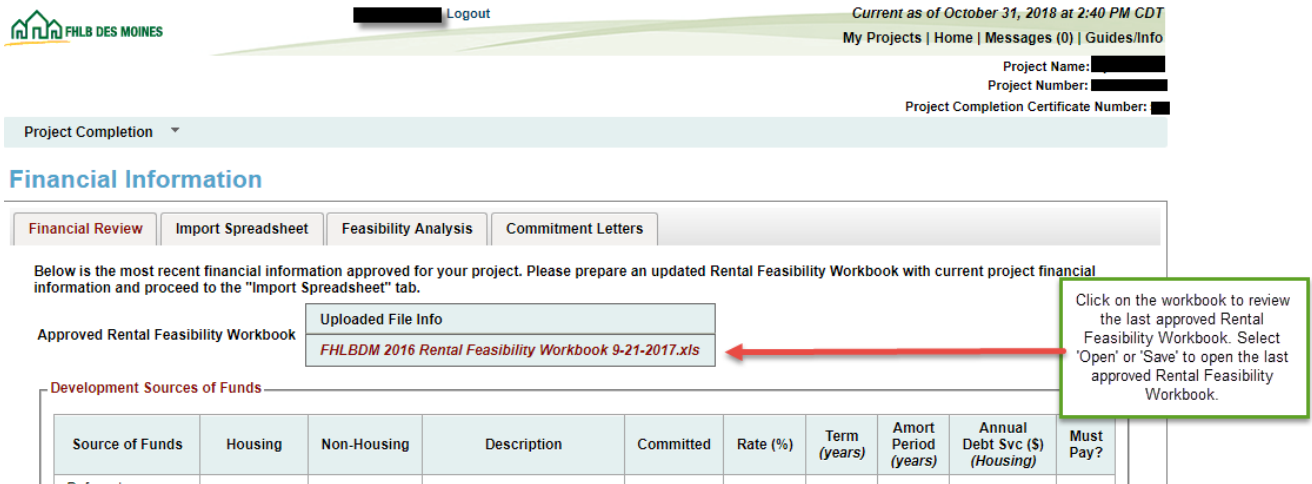 FHLB DES MOINES
Logout
Current as of October 31, 2018 at 2:40 PM CDT
My Projects | Home | Messages (0) | Guides/Info
Project Name:
Project Number:
Project Completion Certificate Number:
Project Completion
Financial Information
Financial Review
Import Spreadsheet
Feasibility Analysis
Commitment Letters
Below is the most recent financial information approved for your project. Please prepare an updated Rental Feasibility Workbook with current project financial
information and proceed to the "Import Spreadsheet" tab.
Approved Rental Feasibility Workbook
Uploaded File Info
FHLBDM 2016 Rental Feasibility Workbook 9-21-2017.xls
Click on the workbook to review
the last approved Rental
Feasibility Workbook. Select
'Open' or 'Save' to open the last
approved Rental Feasibility
Workbook.
Development Sources of Funds
Source of Funds
Housing
Non-Housing
Description
Committed
Rate (%)
Term
(years)
Amort
Period
(years)
Annual
Debt Svc ($)
(Housing)
Must
Pay?